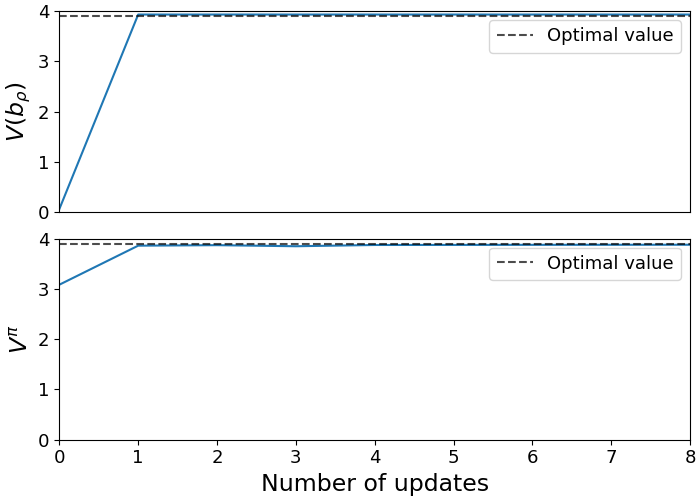 4
3
2
1
0
V(b_ρ)
Optimal value
4
3
2
1
0
V^π
Optimal value
0 1 2 3 4 5 6 7 8
Number of updates